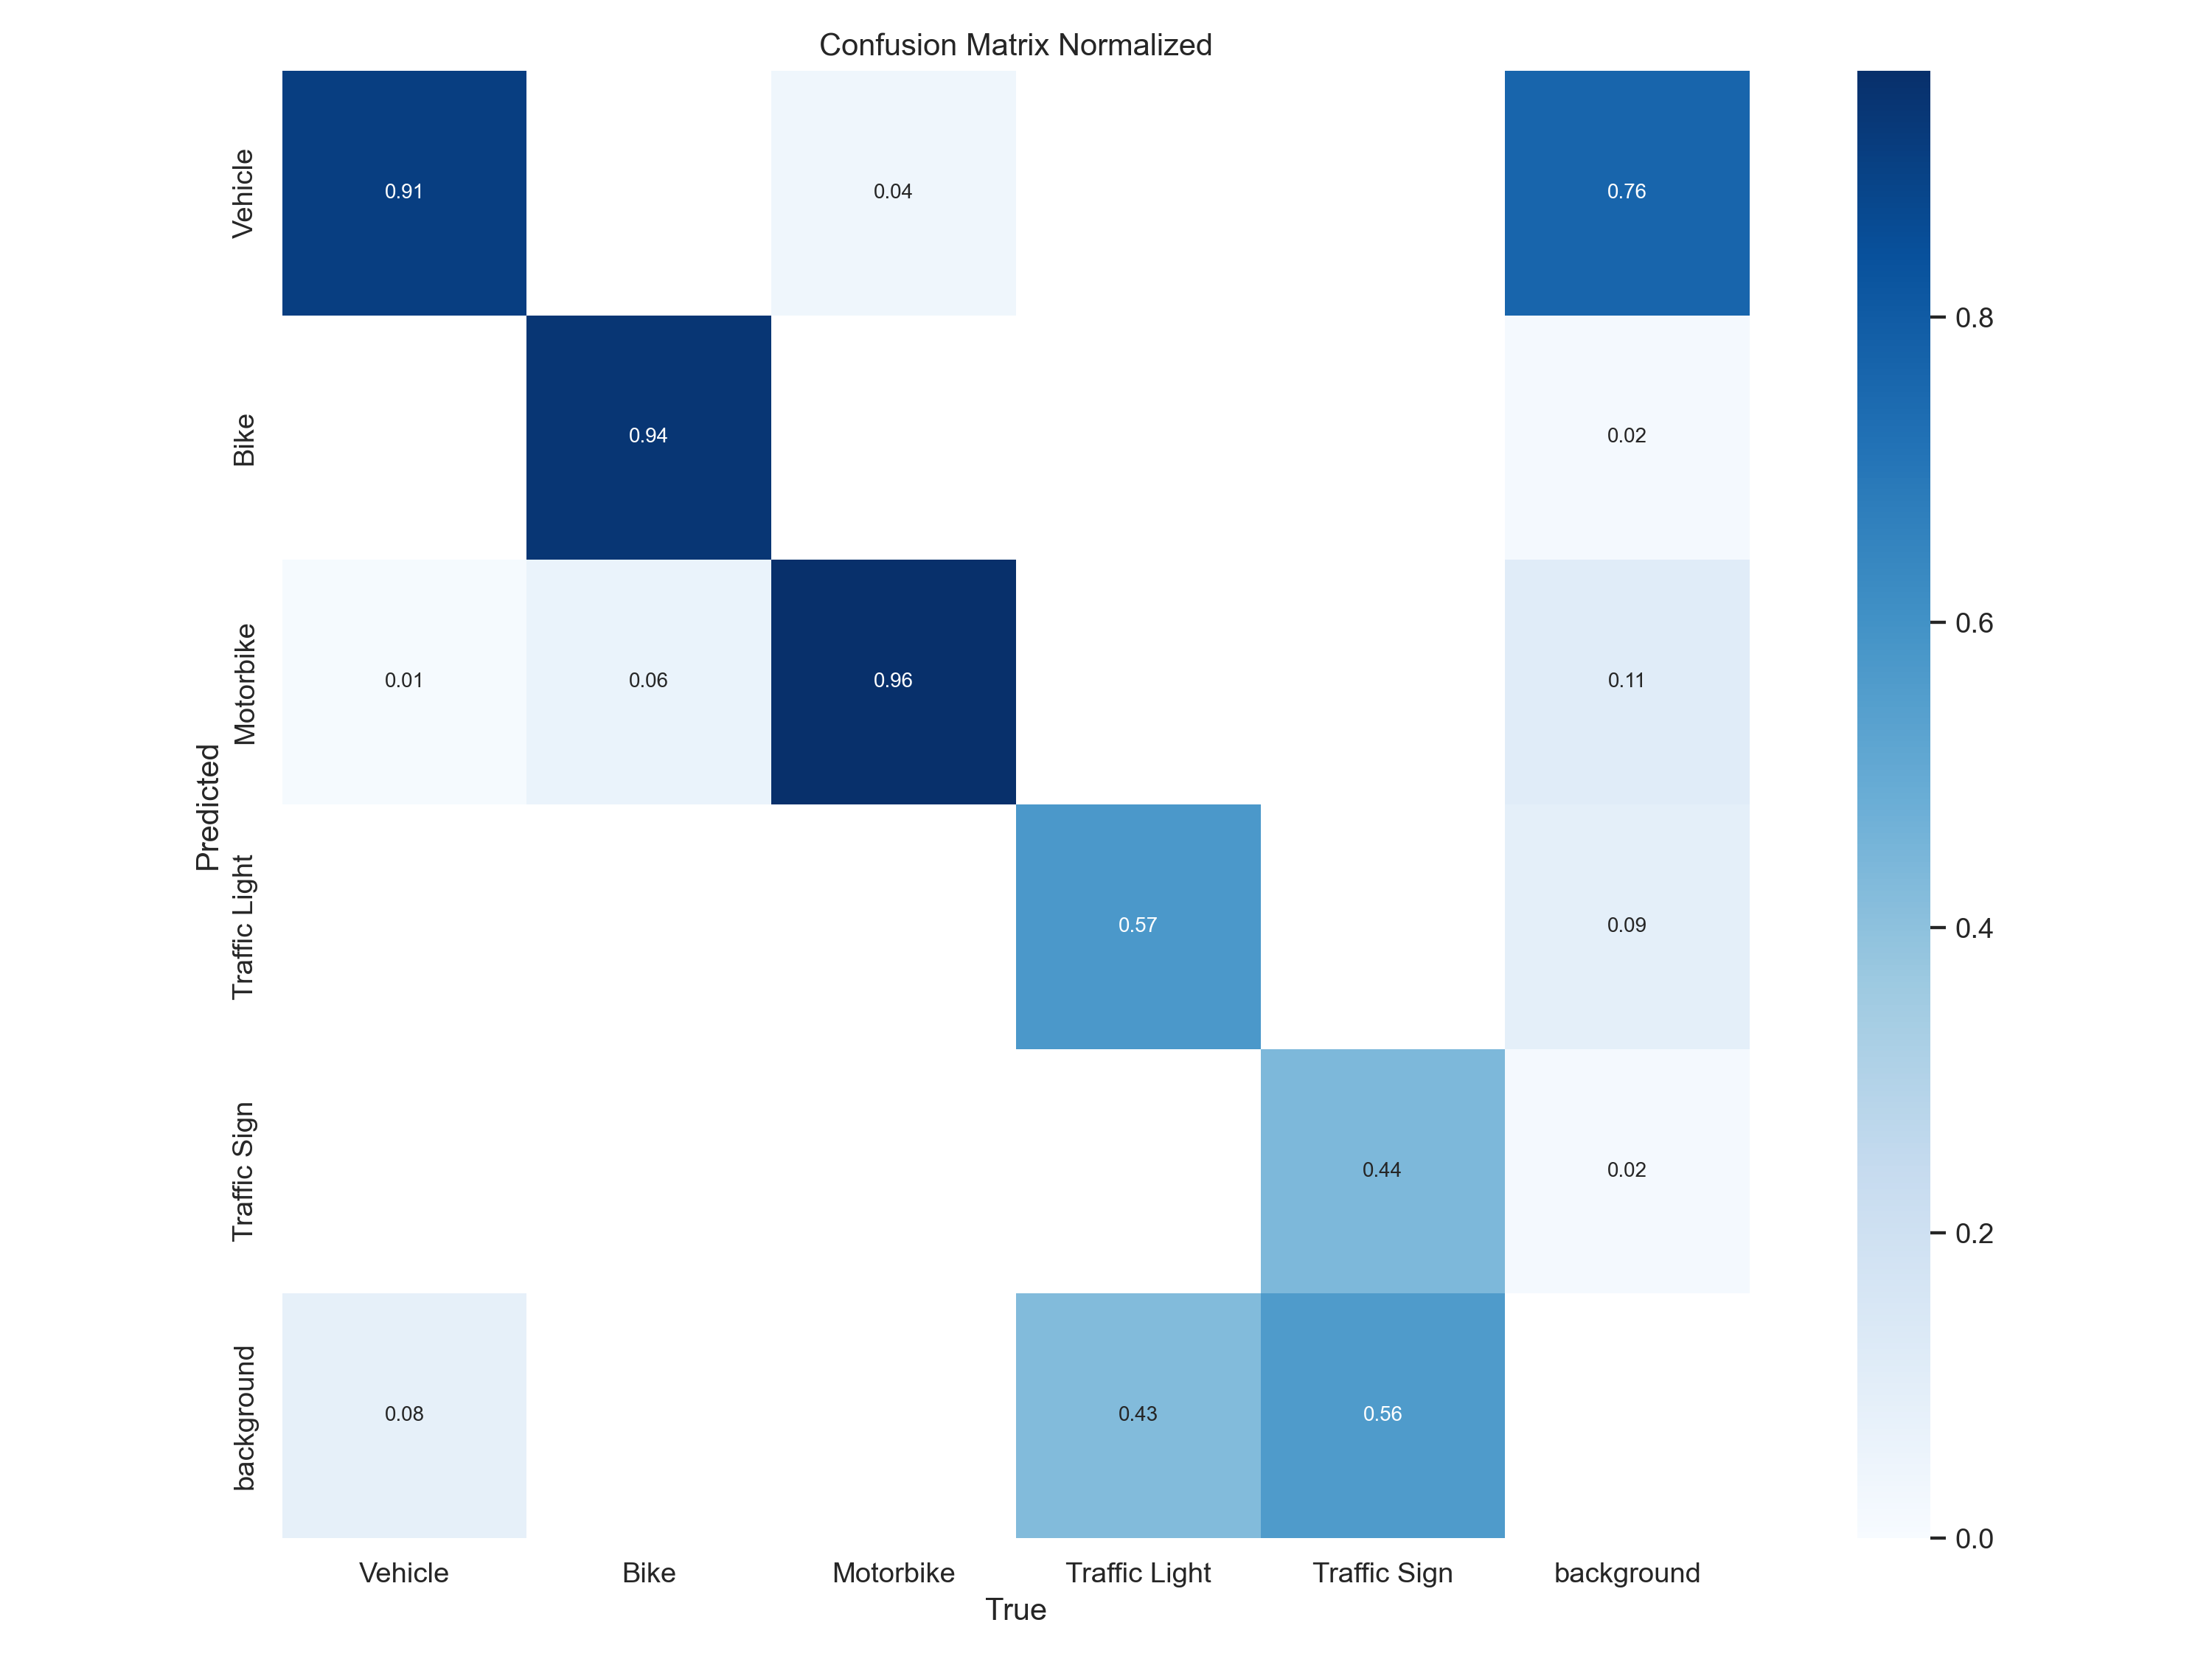 Confusion Matrix Normalized
Vehicle
0.91
0.04
0.76
Bike
0.94
0.02
Motorbike
0.01
0.06
0.96
0.11
Traffic Light
0.57
0.09
Traffic Sign
0.44
0.02
background
0.08
0.43
0.56
Predicted
Vehicle
Bike
Motorbike
Traffic Light
Traffic Sign
background
True
0.8
0.6
0.4
0.2
0.0